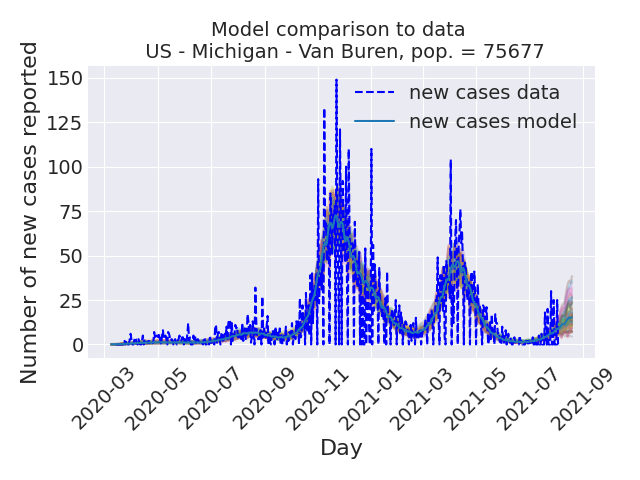 Model comparison to data
US - Michigan - Van Buren, pop. = 75677
Number of new cases reported
150
125
100
75
50
25
0
new cases data
new cases model
2020-03
2020-05
2020-07
2020-09
2020-11
2021-01
2021-03
2021-05
2021-07
2021-09
Day